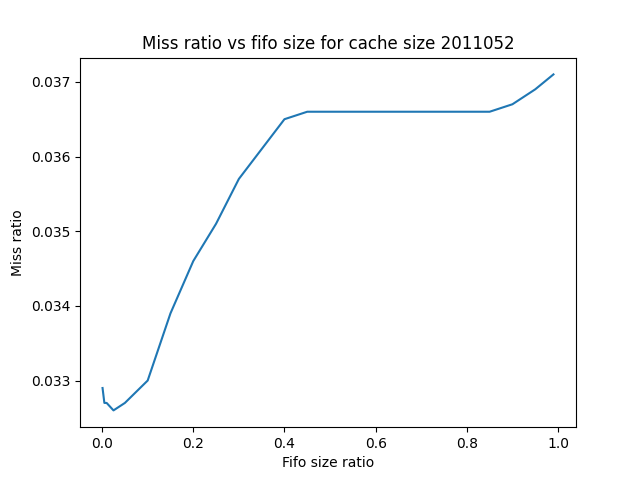 Miss ratio vs fifo size for cache size 2011052
0.037
0.036
0.035
0.034
0.033
Miss ratio
0.0 0.2 0.4 0.6 0.8 1.0
Fifo size ratio